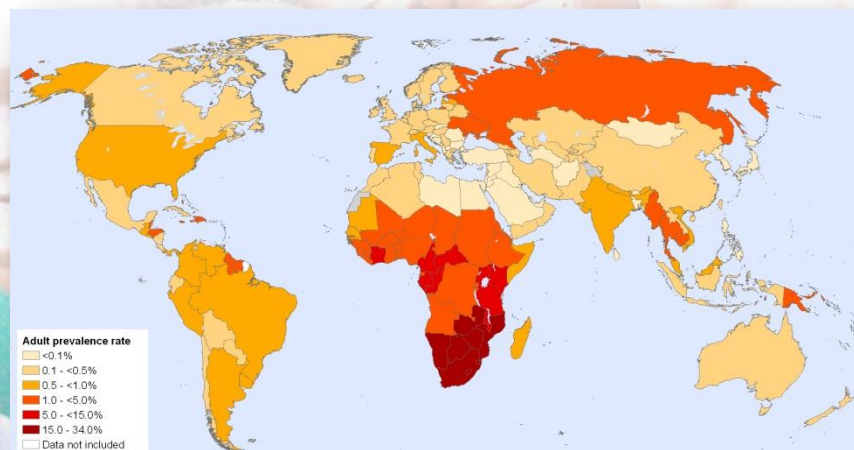 Adult prevalence rate
<0.1%
0.1 - <0.5%
0.5 - <1.0%
1.0 - <5.0%
5.0 - <15.0%
15.0 - 34.0%
Data not included